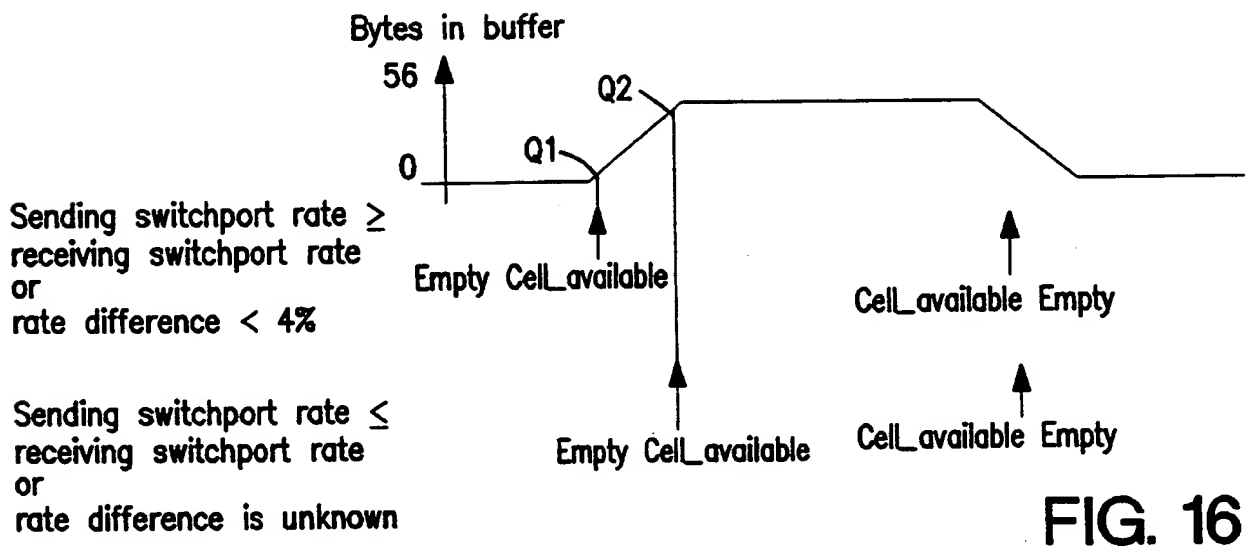 Bytes in buffer
56
Q2
Q1
0
Sending switchport rate ≥
receiving switchport rate
or
rate difference < 4%
Empty Cell_available
Cell_available Empty
Sending switchport rate ≤
receiving switchport rate
or
rate difference is unknown
Empty Cell_available
Cell_available Empty
FIG. 16